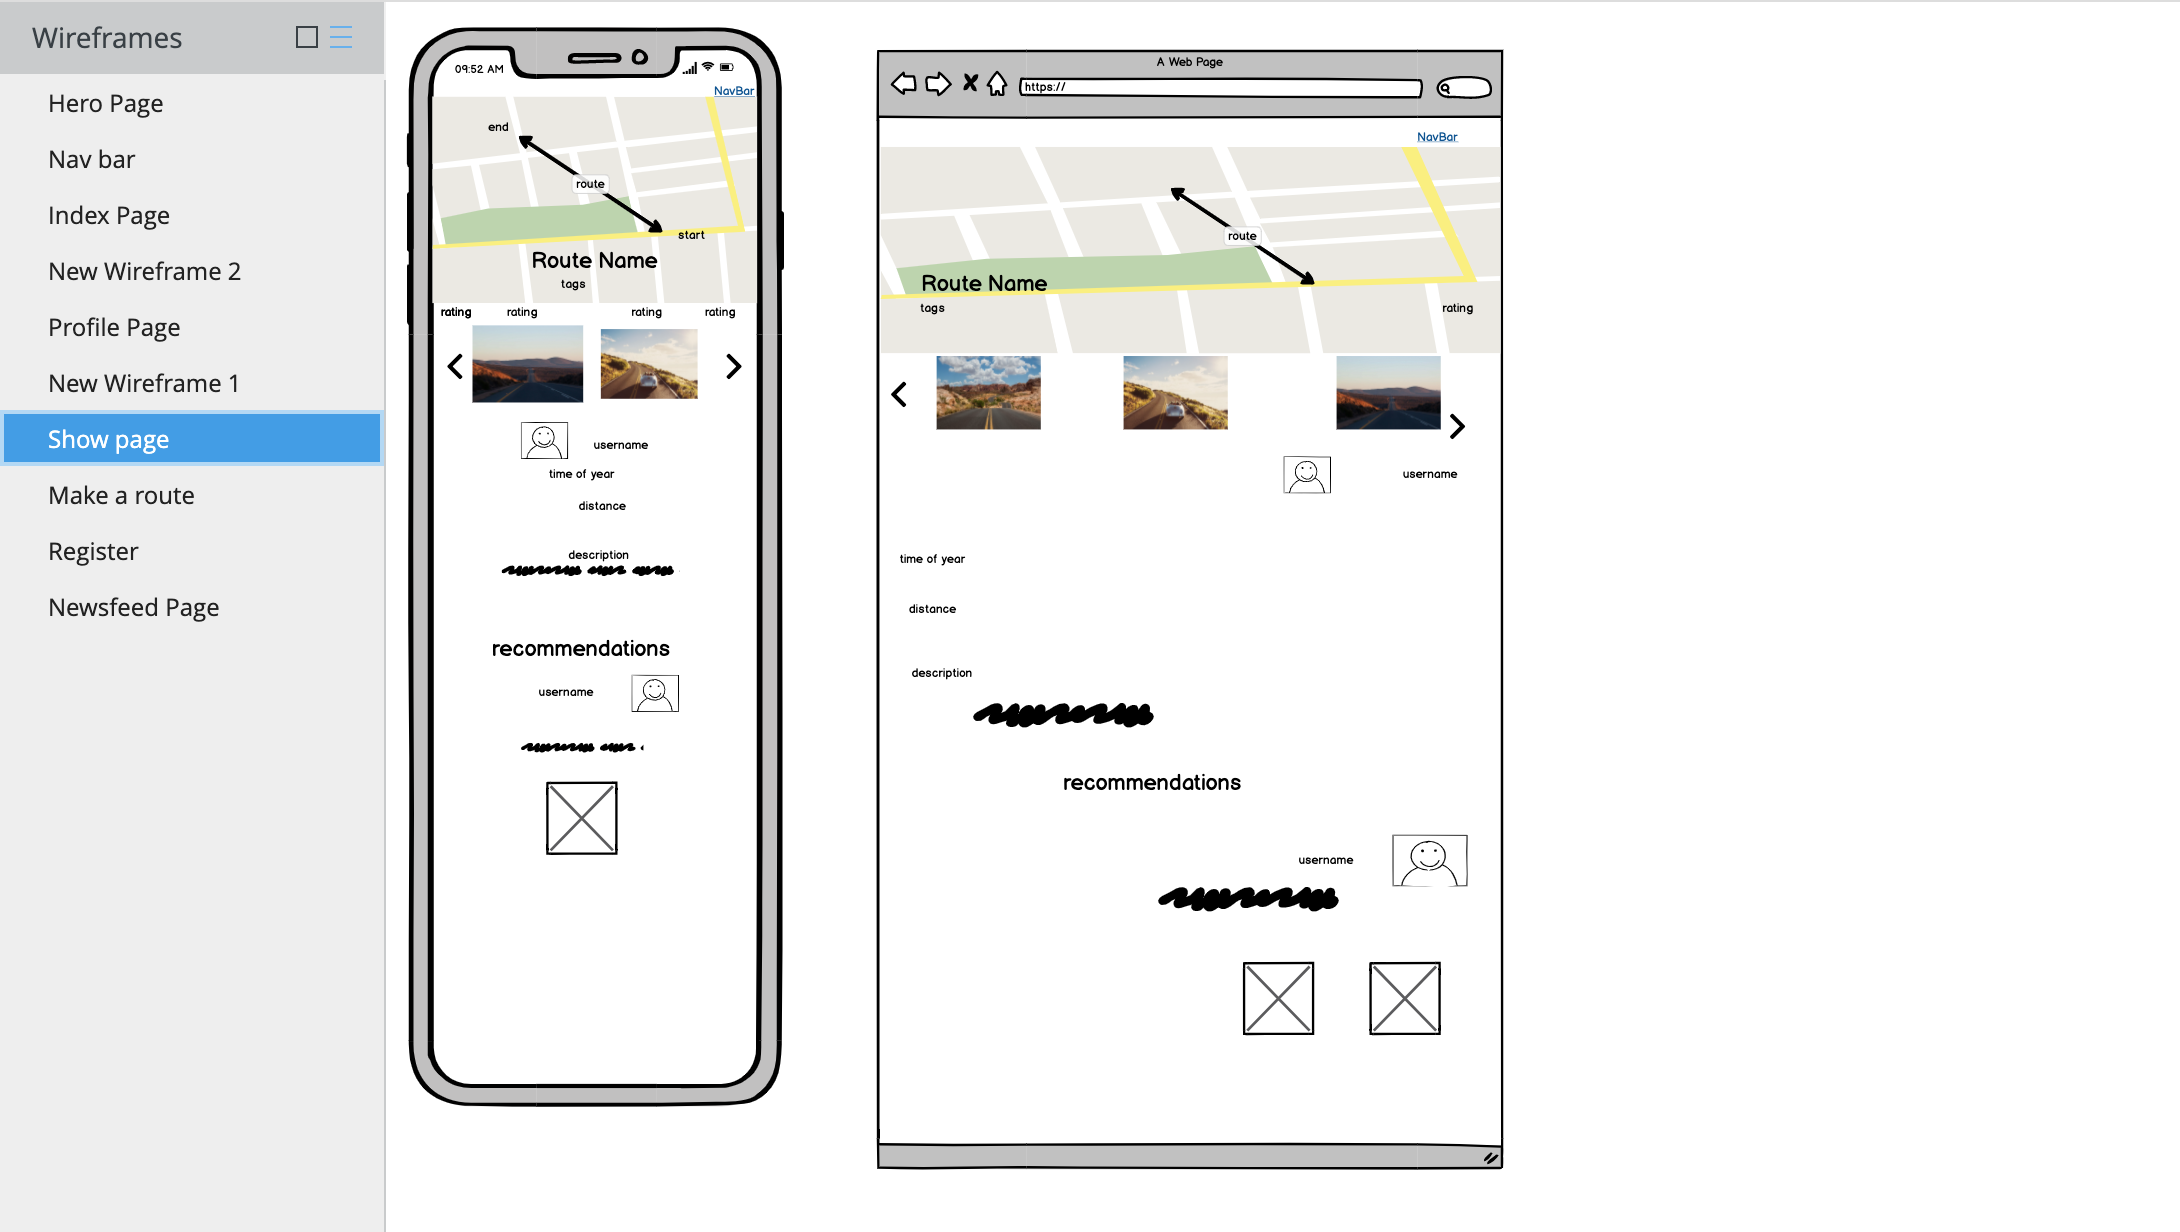 Wireframes
Hero Page
Nav bar
Index Page
New Wireframe 2
Profile Page
New Wireframe 1
Show page
Make a route
Register
Newsfeed Page
09:52 AM
NavBar
end
route
start
Route Name
tags
rating rating rating rating
username
time of year
distance
description
recommendations
username
A Web Page
https://
NavBar
route
Route Name
tags rating
username
time of year
distance
description
recommendations
username